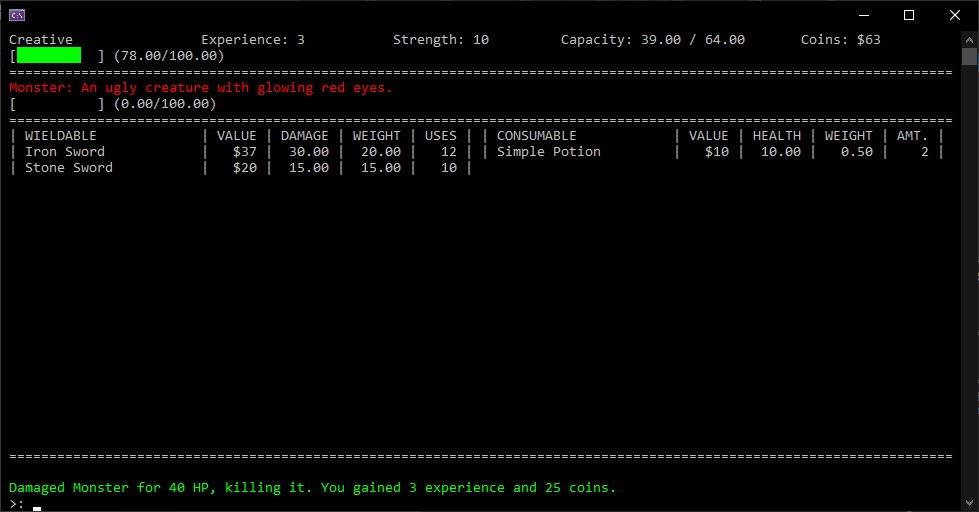 Creative Experience: 3 Strength: 10 Capacity: 39.00 / 64.00 Coins: $63
[ ] (78.00/100.00)
======================================================================================================================
Monster: An ugly creature with glowing red eyes.
[ ] (0.00/100.00)
======================================================================================================================
| WIELDABLE | VALUE | DAMAGE | WEIGHT | USES | | CONSUMABLE | VALUE | HEALTH | WEIGHT | AMT. |
| Iron Sword | $37 | 30.00 | 20.00 | 12 | | Simple Potion | $10 | 10.00 | 0.50 | 2 |
| Stone Sword | $20 | 15.00 | 15.00 | 10 |
======================================================================================================================
Damaged Monster for 40 HP, killing it. You gained 3 experience and 25 coins.
>: _